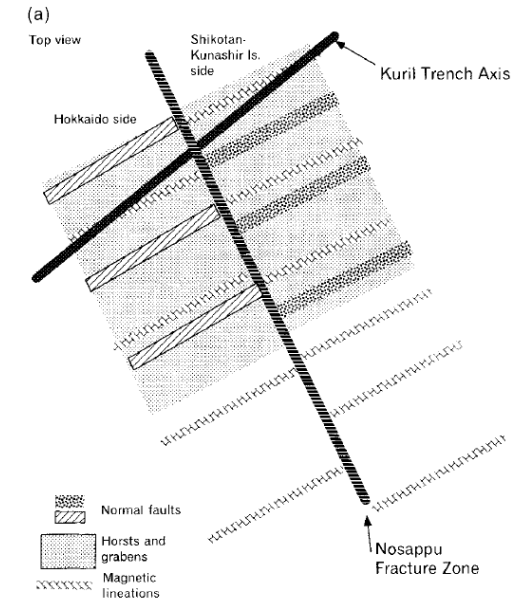 (a)
Top view
Shikotan-
Kunashir Is.
side
Kuril Trench Axis
Hokkaido side
Normal faults
Horsts and
grabens
Magnetic
lineations
Nosappu
Fracture Zone